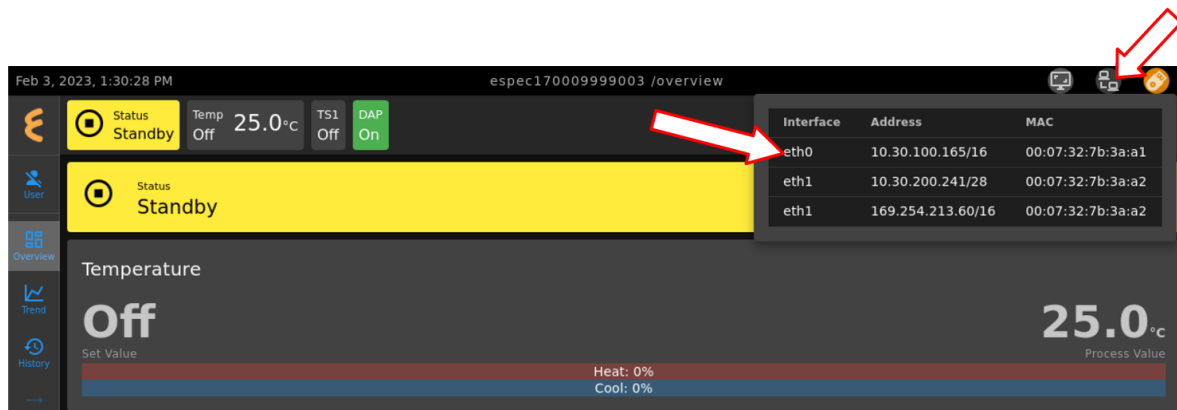 Feb 3, 2023, 1:30:28 PM espec170009999003 /overview
Status Standby
Temp Off 25.0°C
TS1 Off
DAP On
Interface Address MAC
eth0 10.30.100.165/16 00:07:32:7b:3a:a1
eth1 10.30.200.241/28 00:07:32:7b:3a:a2
eth1 169.254.213.60/16 00:07:32:7b:3a:a2
User
Overview
Trend
History
Status
Standby
Temperature
Off 25.0°C
Set Value Process Value
Heat: 0%
Cool: 0%